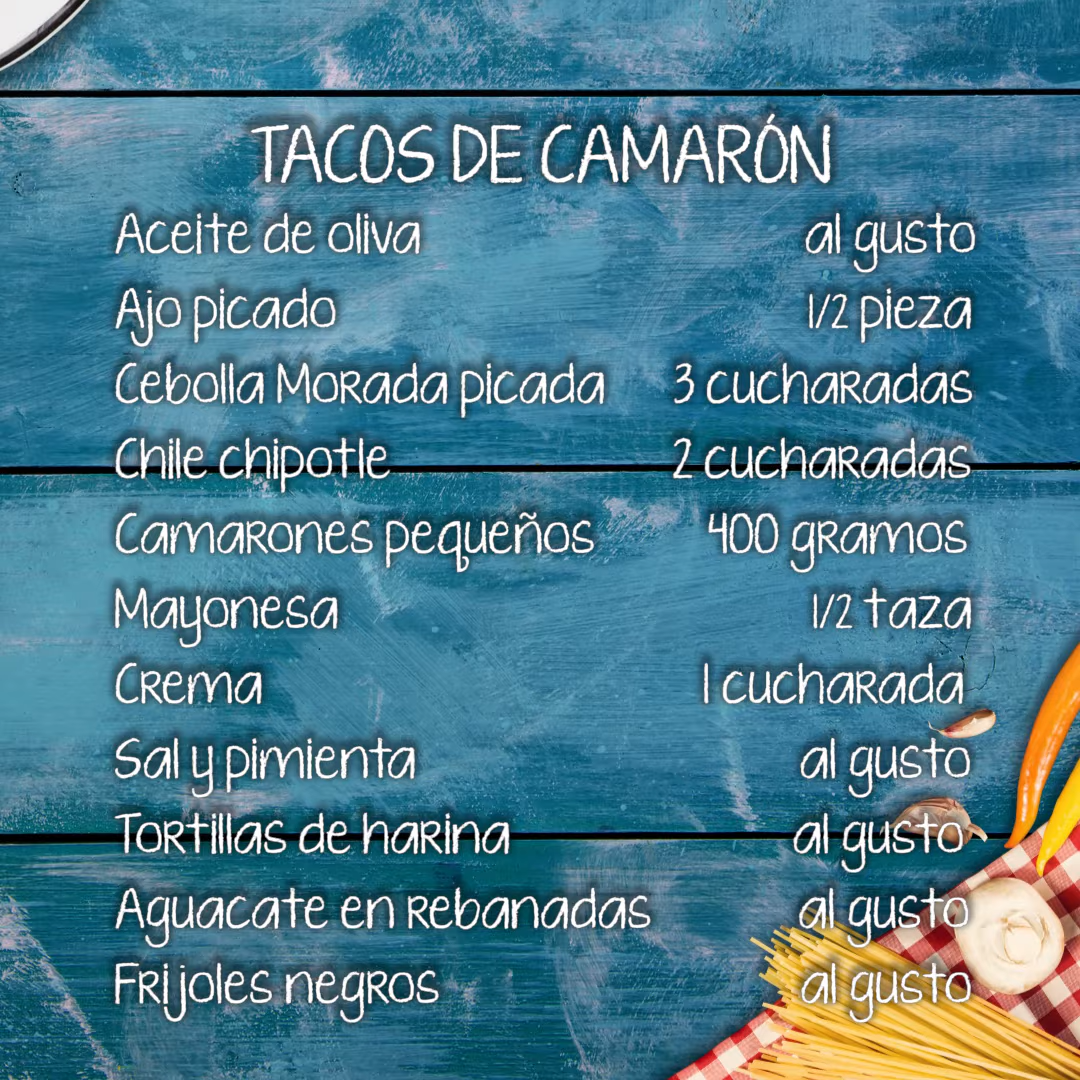 TACOS DE CAMARÓN
Aceite de oliva al gusto
Ajo picado 1/2 pieza
Cebolla Morada picada 3 cucharadas
Chile chipotle 2 cucharadas
Camarones pequeños 400 gramos
Mayonesa 1/2 taza
Crema 1 cucharada
Sal y pimienta al gusto
Tortillas de harina al gusto
Aguacate en rebanadas al gusto
Frijoles negros al gusto